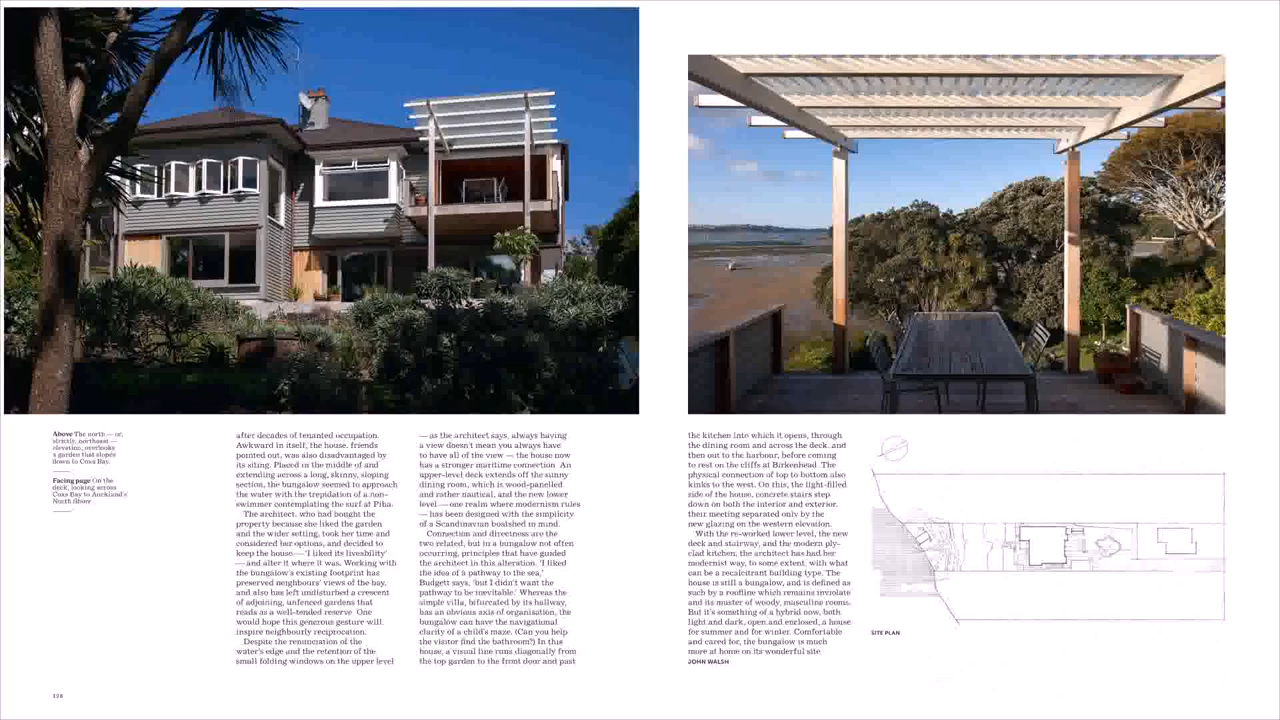 Above The north — or,
strictly, northeast —
elevation, overlooks
a garden that slopes
down to Coxs Bay.
Facing page On the
deck, looking across
Coxs Bay to Auckland's
North Shore
after decades of tenanted occupation.
Awkward in itself, the house, friends
pointed out, was also disadvantaged by
its siting. Placed in the middle of and
extending across a long, skinny, sloping
section, the bungalow seemed to approach
the water with the trepidation of a non-
swimmer contemplating the surf at Piha.
The architect, who had bought the
property because she liked the garden
and the wider setting, took her time and
considered her options, and decided to
keep the house — 'I liked its liveability'
— and alter it where it was. Working with
the bungalow's existing footprint has
preserved neighbours' views of the bay,
and also has left undisturbed a crescent
of adjoining, unfenced gardens that
reads as a well-tended reserve. One
would hope this generous gesture will
inspire neighbourly reciprocation.
Despite the renunciation of the
water's edge and the retention of the
small folding windows on the upper level
— as the architect says, always having
a view doesn't mean you always have
to have all of the view — the house now
has a stronger maritime connection. An
upper-level deck extends off the sunny
dining room, which is wood-panelled
and rather nautical, and the new lower
level — one realm where modernism rules
— has been designed with the simplicity
of a Scandinavian boatshed in mind.
Connection and directness are the
two related, but in a bungalow not often
occurring, principles that have guided
the architect in this alteration. 'I liked
the idea of a pathway to the sea,'
Budgett says, 'but I didn't want the
pathway to be inevitable.' Whereas the
simple villa, bifurcated by its hallway,
has an obvious axis of organisation, the
bungalow can have the navigational
clarity of a child's maze. (Can you help
the visitor find the bathroom?) In this
house, a visual line runs diagonally from
the top garden to the front door and past
the kitchen into which it opens, through
the dining room and across the deck, and
then out to the harbour, before coming
to rest on the cliffs at Birkenhead. The
physical connection of top to bottom also
kinks to the west. On this, the light-filled
side of the house, concrete stairs step
down on both the interior and exterior,
their meeting separated only by the
new glazing on the western elevation.
With the re-worked lower level, the new
deck and stairway, and the modern ply-
clad kitchen, the architect has had her
modernist way, to some extent, with what
can be a recalcitrant building type. The
house is still a bungalow, and is defined as
such by a roofline which remains inviolate
and its muster of woody, masculine rooms.
But it's something of a hybrid now, both
light and dark, open and enclosed, a house
for summer and for winter. Comfortable
and cared for, the bungalow is much
more at home on its wonderful site
JOHN WALSH
SITE PLAN